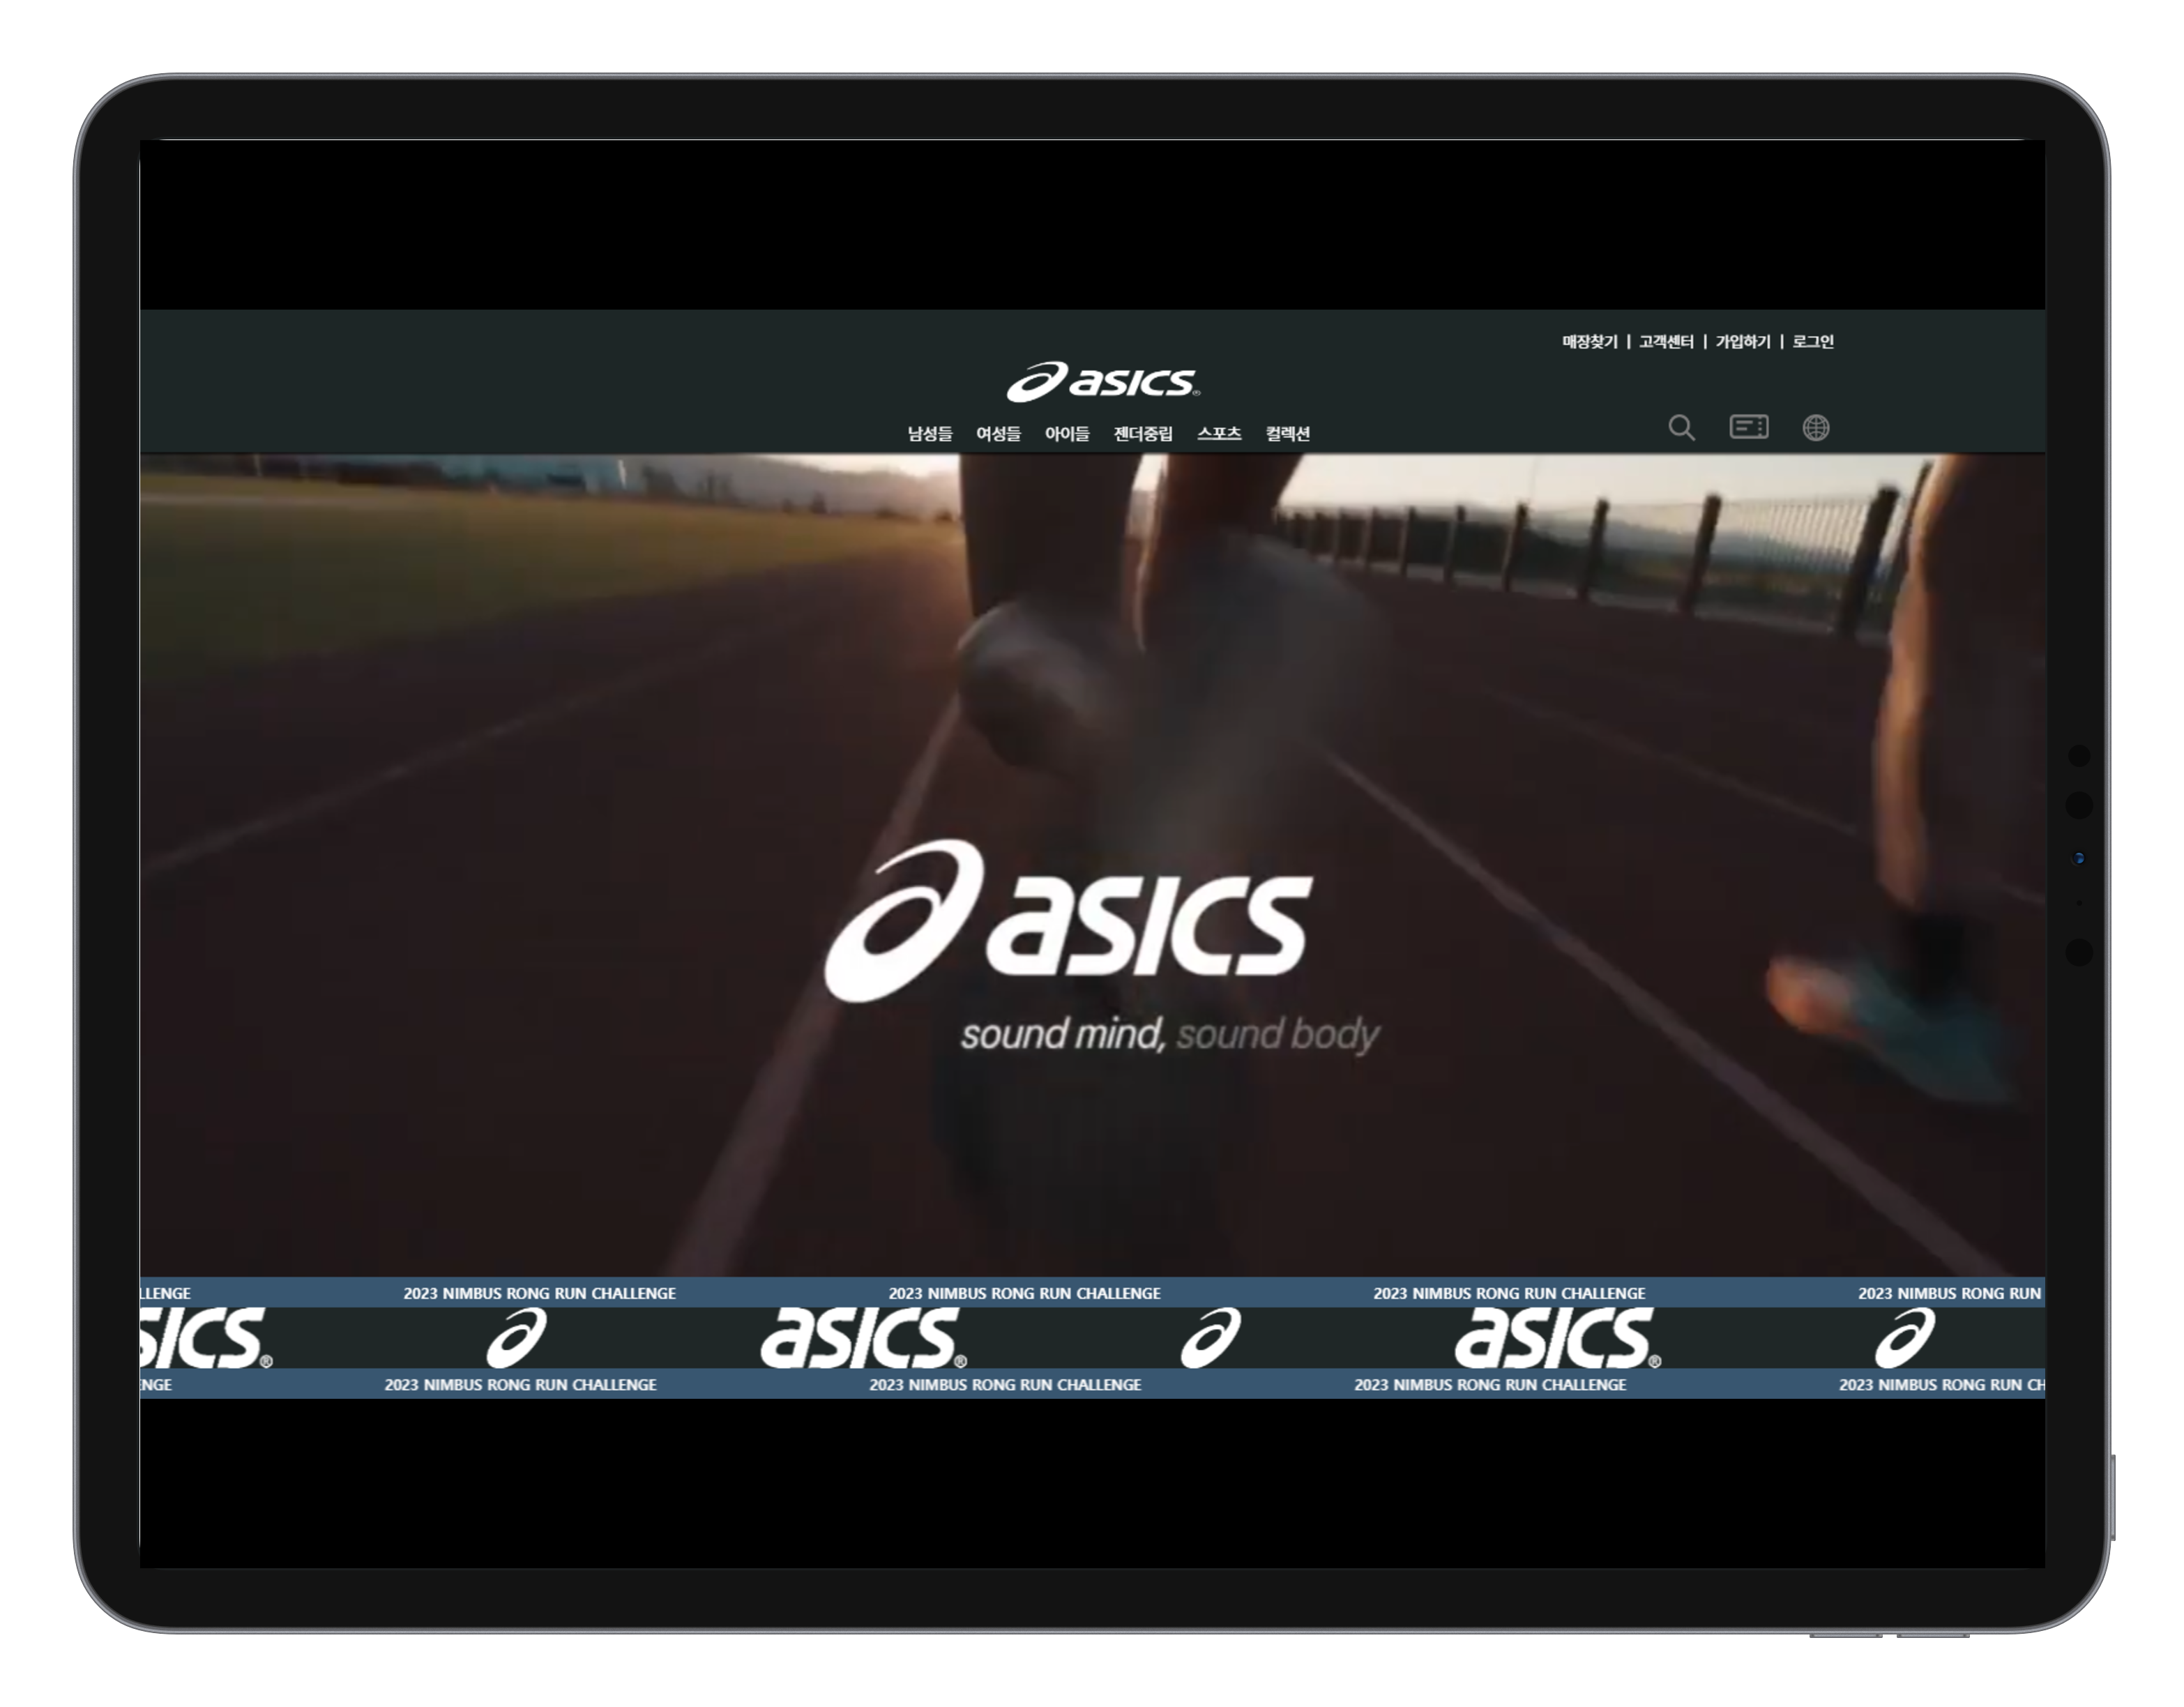 매장찾기 | 고객센터 | 가입하기 | 로그인
asics®
남성들 여성들 아이들 젠더중립 스포츠 컬렉션
asics
sound mind, sound body
LLENGE 2023 NIMBUS RONG RUN CHALLENGE 2023 NIMBUS RONG RUN CHALLENGE 2023 NIMBUS RONG RUN CHALLENGE 2023 NIMBUS RONG RUN
sics® asics® asics®
NGE 2023 NIMBUS RONG RUN CHALLENGE 2023 NIMBUS RONG RUN CHALLENGE 2023 NIMBUS RONG RUN CHALLENGE 2023 NIMBUS RONG RUN CH